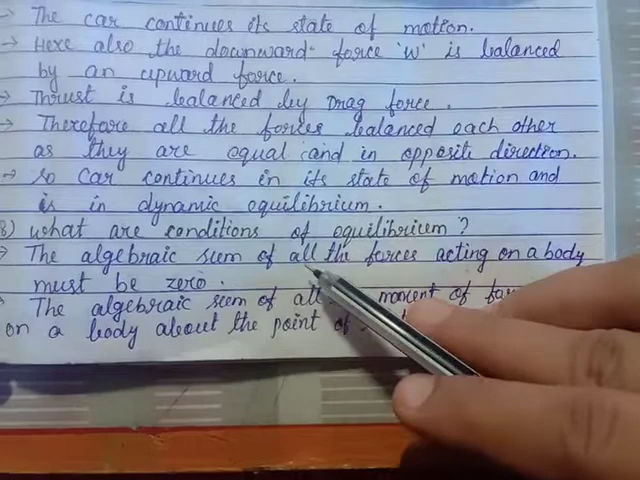 → The car continues its state of motion.
→ Here also the downward force 'W' is balanced
by an upward force.
→ Thrust is balanced by Drag force.
→ Therefare all the forces balanced each other
as they are equal and in opposite direction.
→ so car continues in its state of motion and
is in dynamic equilibrium.
8) what are conditions of equilibrium?
→ The algebraic sum of all the forces acting on a body
must be zero.
The algebraic sum of all moment of
on a body about the point of